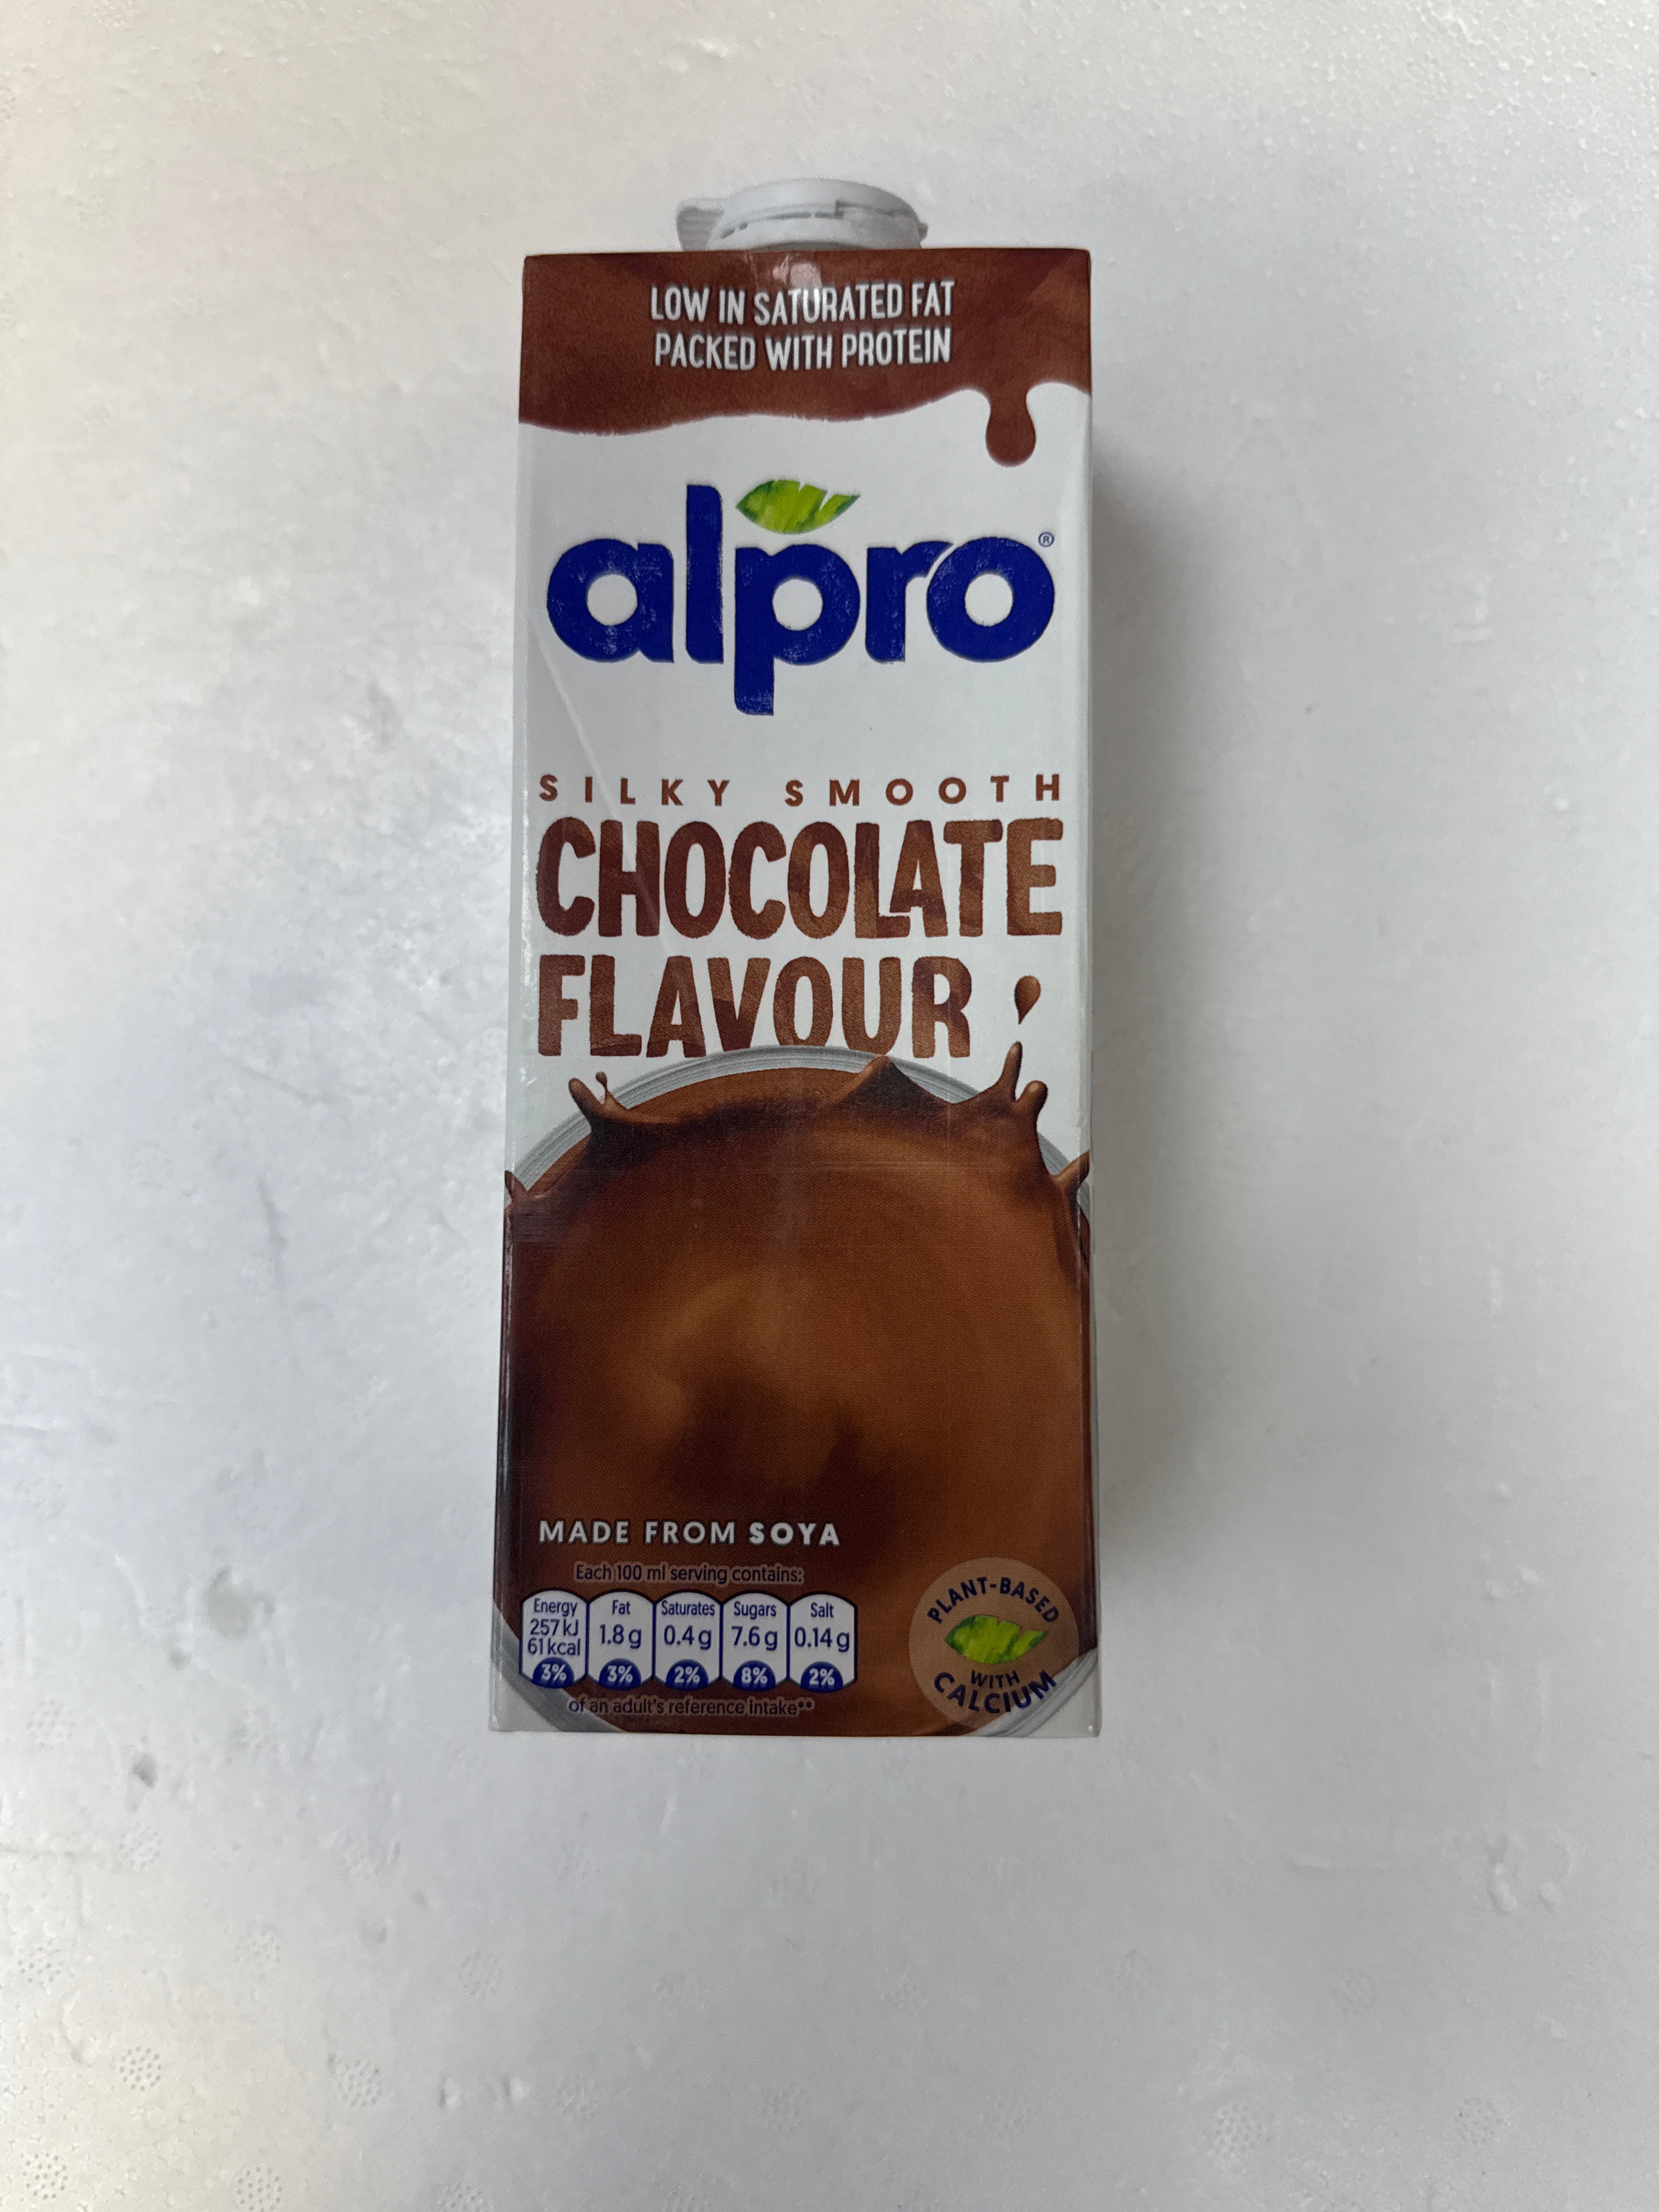 LOW IN SATURATED FAT
PACKED WITH PROTEIN
alpro®
SILKY SMOOTH
CHOCOLATE
FLAVOUR
MADE FROM SOYA
Each 100 ml serving contains:
Energy Fat Saturates Sugars Salt
257 kJ
61 kcal 1.8 g 0.4 g 7.6 g 0.14 g
3% 3% 2% 8% 2%
of an adult's reference intake**
PLANT-BASED
WITH
CALCIUM